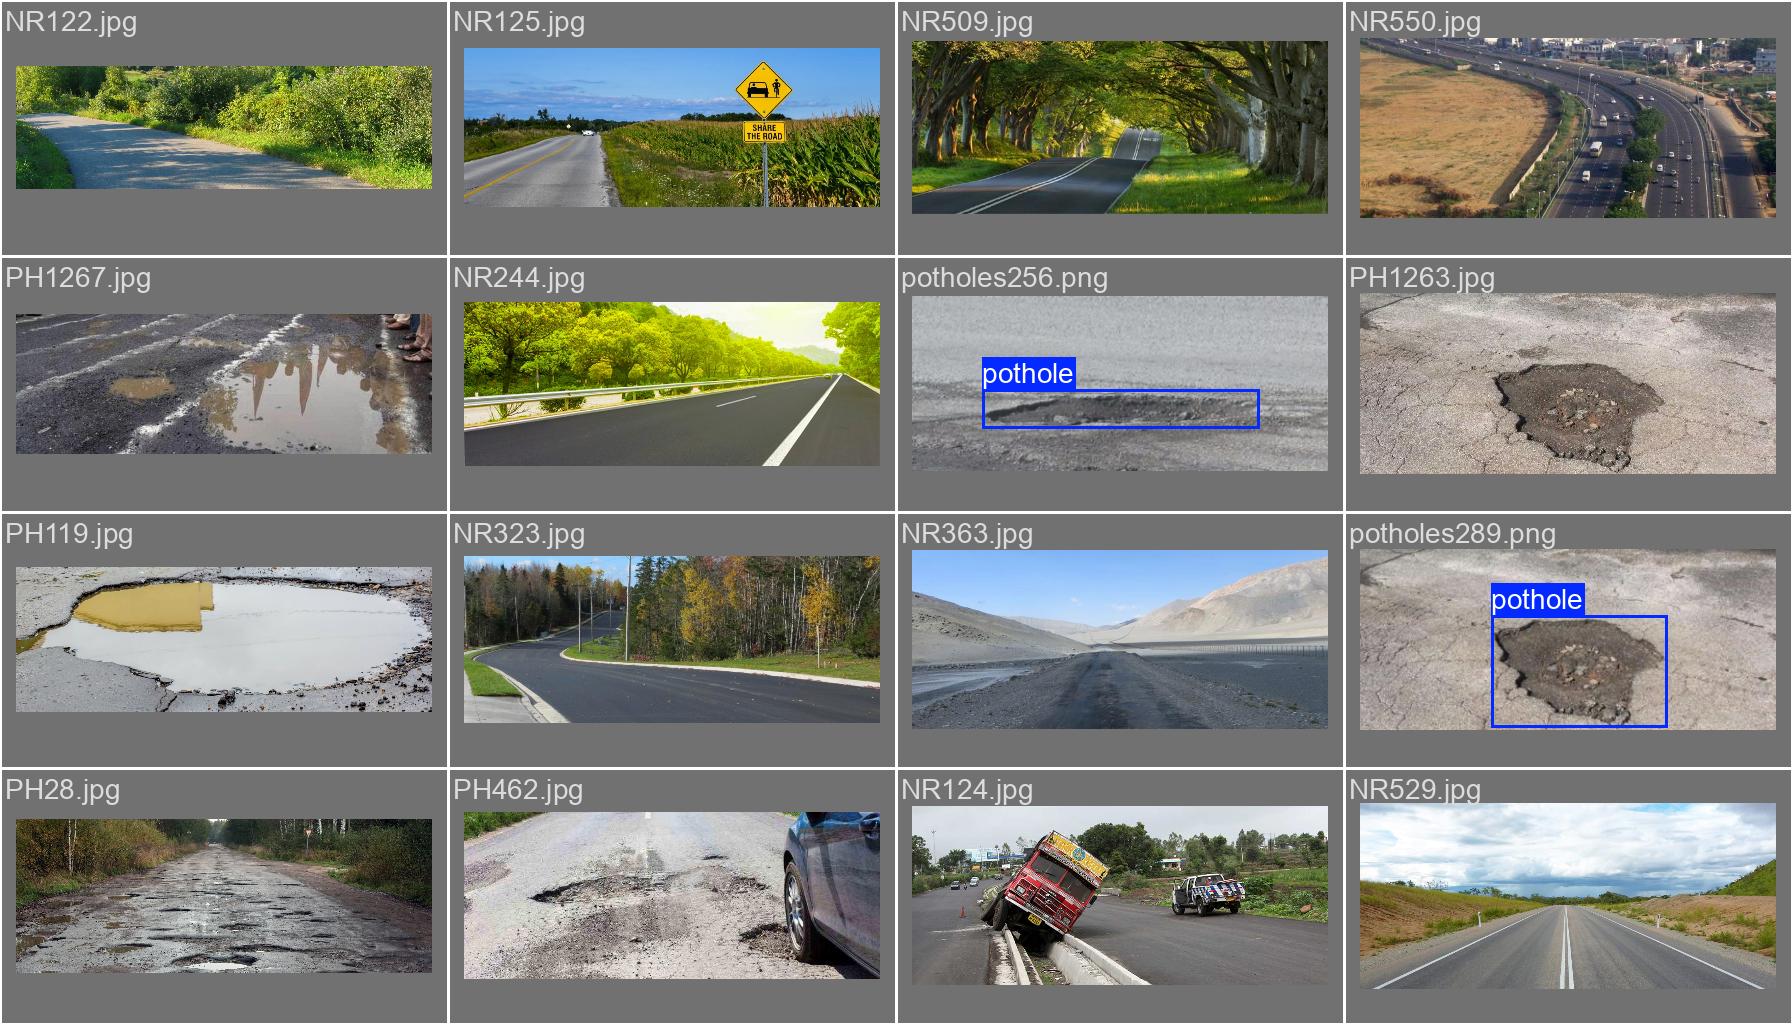 NR122.jpg
NR125.jpg
NR509.jpg
NR550.jpg
SHARE
THE ROAD
PH1267.jpg
NR244.jpg
potholes256.png
PH1263.jpg
pothole
PH119.jpg
NR323.jpg
NR363.jpg
potholes289.png
pothole
PH28.jpg
PH462.jpg
NR124.jpg
NR529.jpg